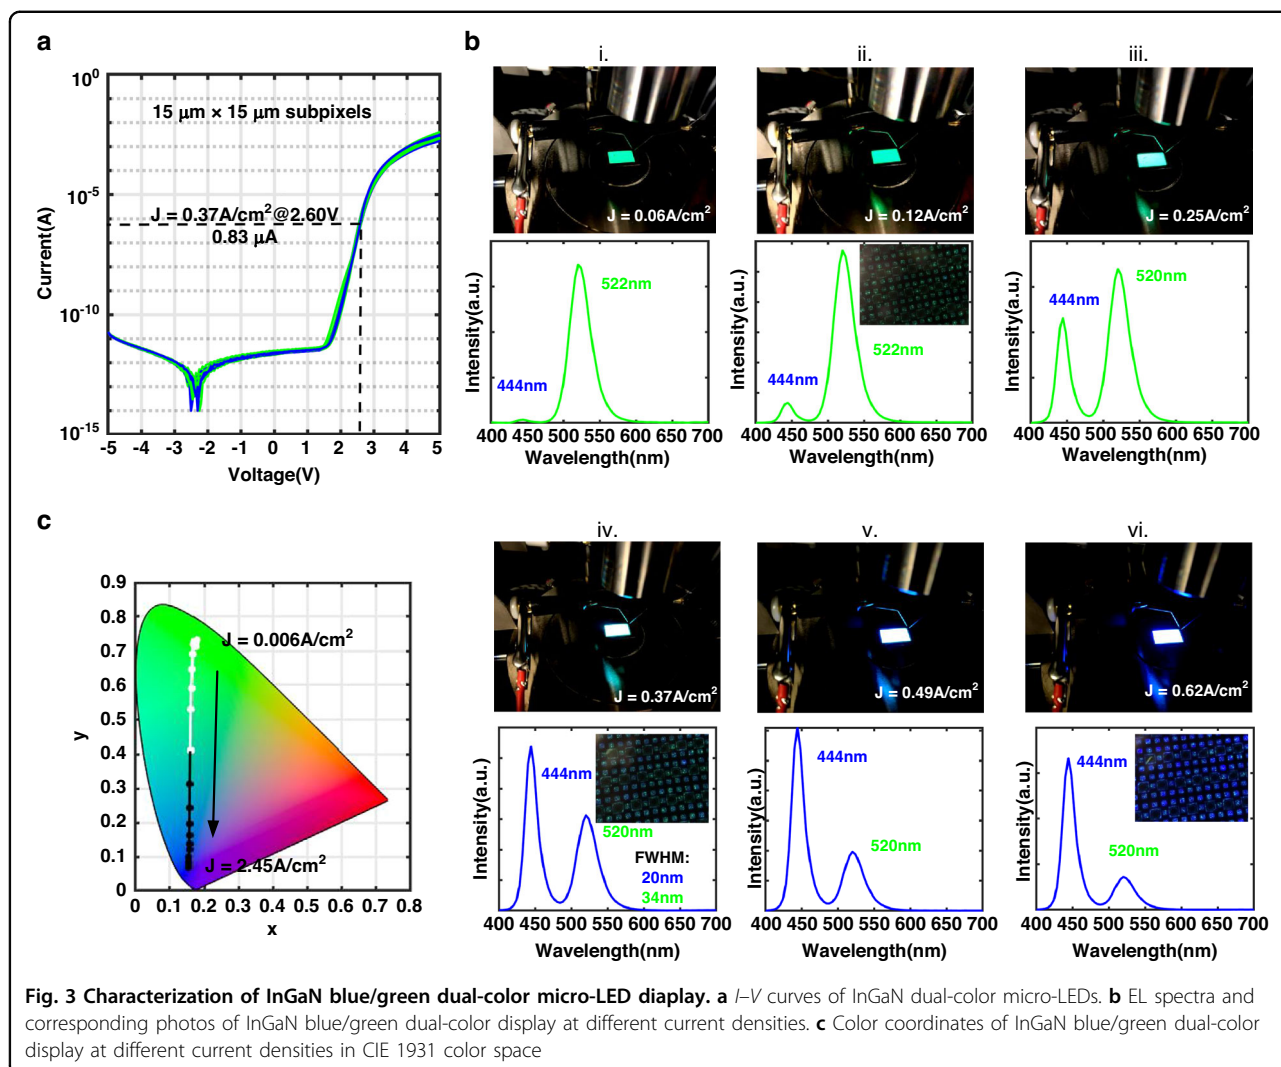 a
10^0
10^-5
10^-10
10^-15
Current(A)
15 μm × 15 μm subpixels
J = 0.37A/cm^2@2.60V
0.83 μA
-5 -4 -3 -2 -1 0 1 2 3 4 5
Voltage(V)
b
i.
J = 0.06A/cm^2
ii.
J = 0.12A/cm^2
iii.
J = 0.25A/cm^2
Intensity(a.u.)
522nm
444nm
400 450 500 550 600 650 700
Wavelength(nm)
Intensity(a.u.)
522nm
444nm
400 450 500 550 600 650 700
Wavelength(nm)
Intensity(a.u.)
520nm
444nm
400 450 500 550 600 650 700
Wavelength(nm)
c
0.9
0.8
0.7
0.6
0.5
0.4
0.3
0.2
0.1
0
y
J = 0.006A/cm^2
J = 2.45A/cm^2
0 0.1 0.2 0.3 0.4 0.5 0.6 0.7 0.8
x
iv.
J = 0.37A/cm^2
v.
J = 0.49A/cm^2
vi.
J = 0.62A/cm^2
Intensity(a.u.)
444nm
520nm
FWHM:
20nm
34nm
400 450 500 550 600 650 700
Wavelength(nm)
Intensity(a.u.)
444nm
520nm
400 450 500 550 600 650 700
Wavelength(nm)
Intensity(a.u.)
444nm
520nm
400 450 500 550 600 650 700
Wavelength(nm)
Fig. 3 Characterization of InGaN blue/green dual-color micro-LED diaplay. a I–V curves of InGaN dual-color micro-LEDs. b EL spectra and
corresponding photos of InGaN blue/green dual-color display at different current densities. c Color coordinates of InGaN blue/green dual-color
display at different current densities in CIE 1931 color space